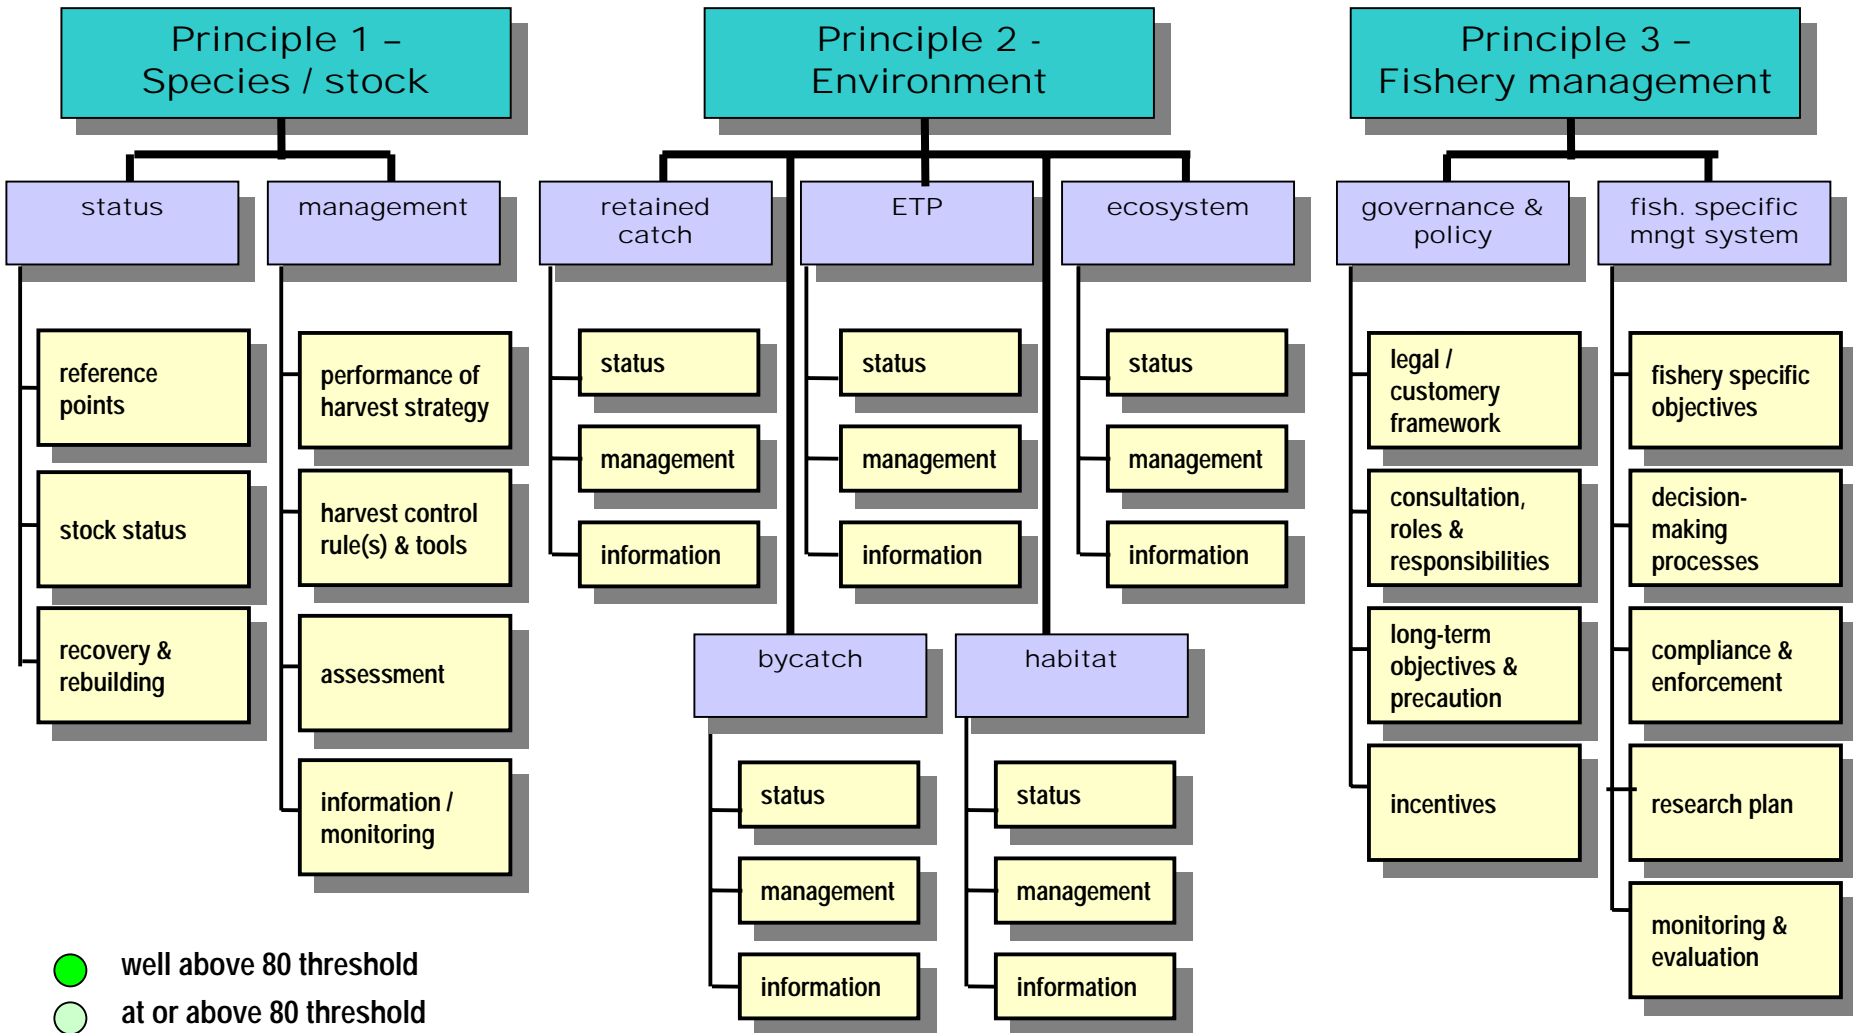 Principle 1 –
Species / stock
Principle 2 -
Environment
Principle 3 –
Fishery management
status
management
retained
catch
ETP
ecosystem
governance &
policy
fish. specific
mngt system
reference
points
stock status
recovery &
rebuilding
performance of
harvest strategy
harvest control
rule(s) & tools
assessment
information /
monitoring
status
management
information
status
management
information
status
management
information
bycatch
habitat
status
management
information
status
management
information
legal /
customery
framework
consultation,
roles &
responsibilities
long-term
objectives &
precaution
incentives
fishery specific
objectives
decision-
making
processes
compliance &
enforcement
research plan
monitoring &
evaluation
well above 80 threshold
at or above 80 threshold